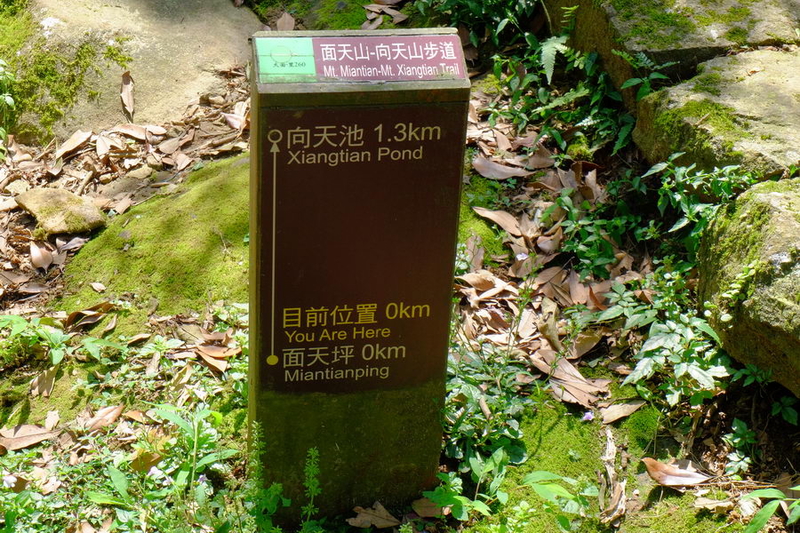 面天山-向天山步道
Mt. Miantian-Mt. Xiangtian Trail
向天池 1.3km
Xiangtian Pond
目前位置 0km
You Are Here
面天坪 0km
Miantianping